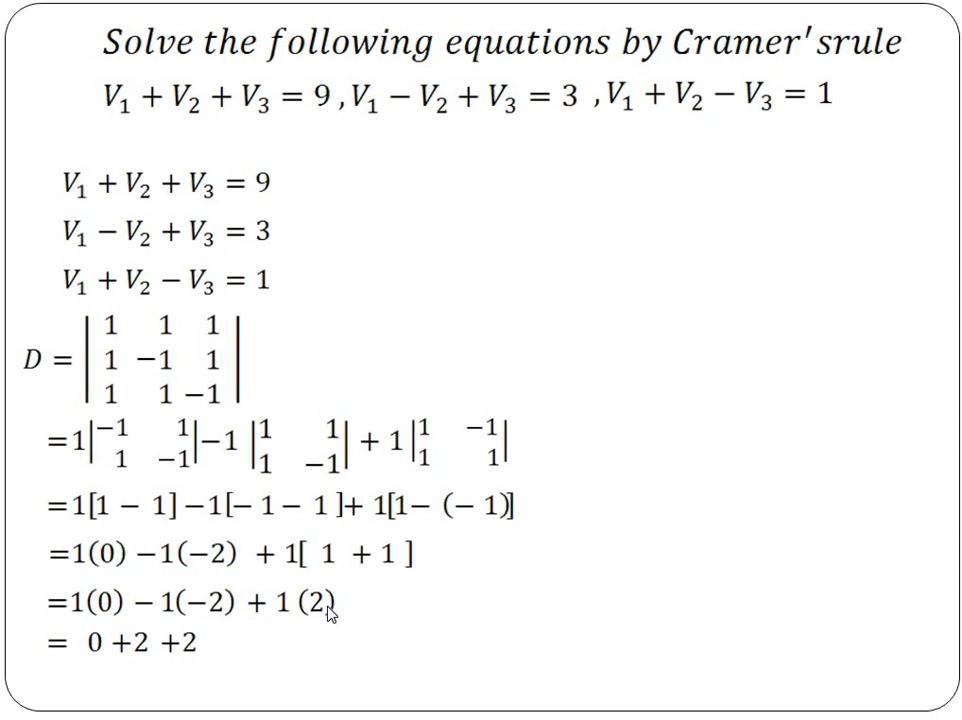 Solve the following equations by Cramer'srule
V₁ + V₂ + V₃ = 9 , V₁ − V₂ + V₃ = 3 , V₁ + V₂ − V₃ = 1
V₁ + V₂ + V₃ = 9
V₁ − V₂ + V₃ = 3
V₁ + V₂ − V₃ = 1
D = | 1 1 1 |
| 1 −1 1 |
| 1 1 −1 |
=1|−1 1; 1 −1|−1 |1 1; 1 −1| + 1 |1 −1; 1 1|
=1[1 − 1] −1[− 1 − 1 ]+ 1[1− (− 1)]
=1(0) −1(−2) + 1[ 1 + 1 ]
=1(0) − 1(−2) + 1 (2)
= 0 +2 +2